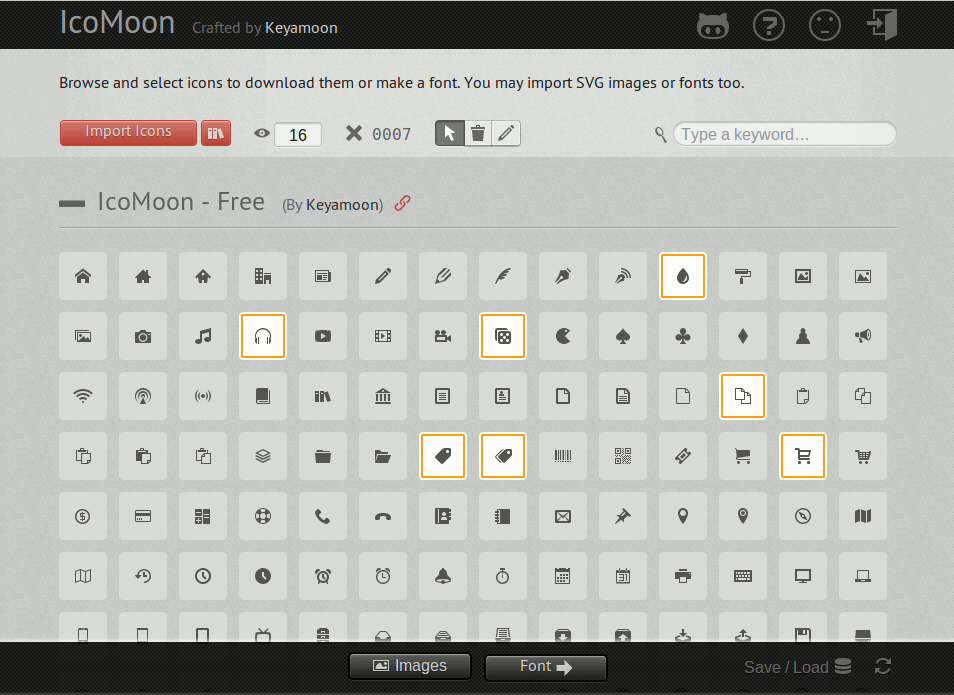 IcoMoon Crafted by Keyamoon
Browse and select icons to download them or make a font. You may import SVG images or fonts too.
Import Icons 16 0007 Type a keyword…
IcoMoon - Free (By Keyamoon)
31
Images Font Save / Load